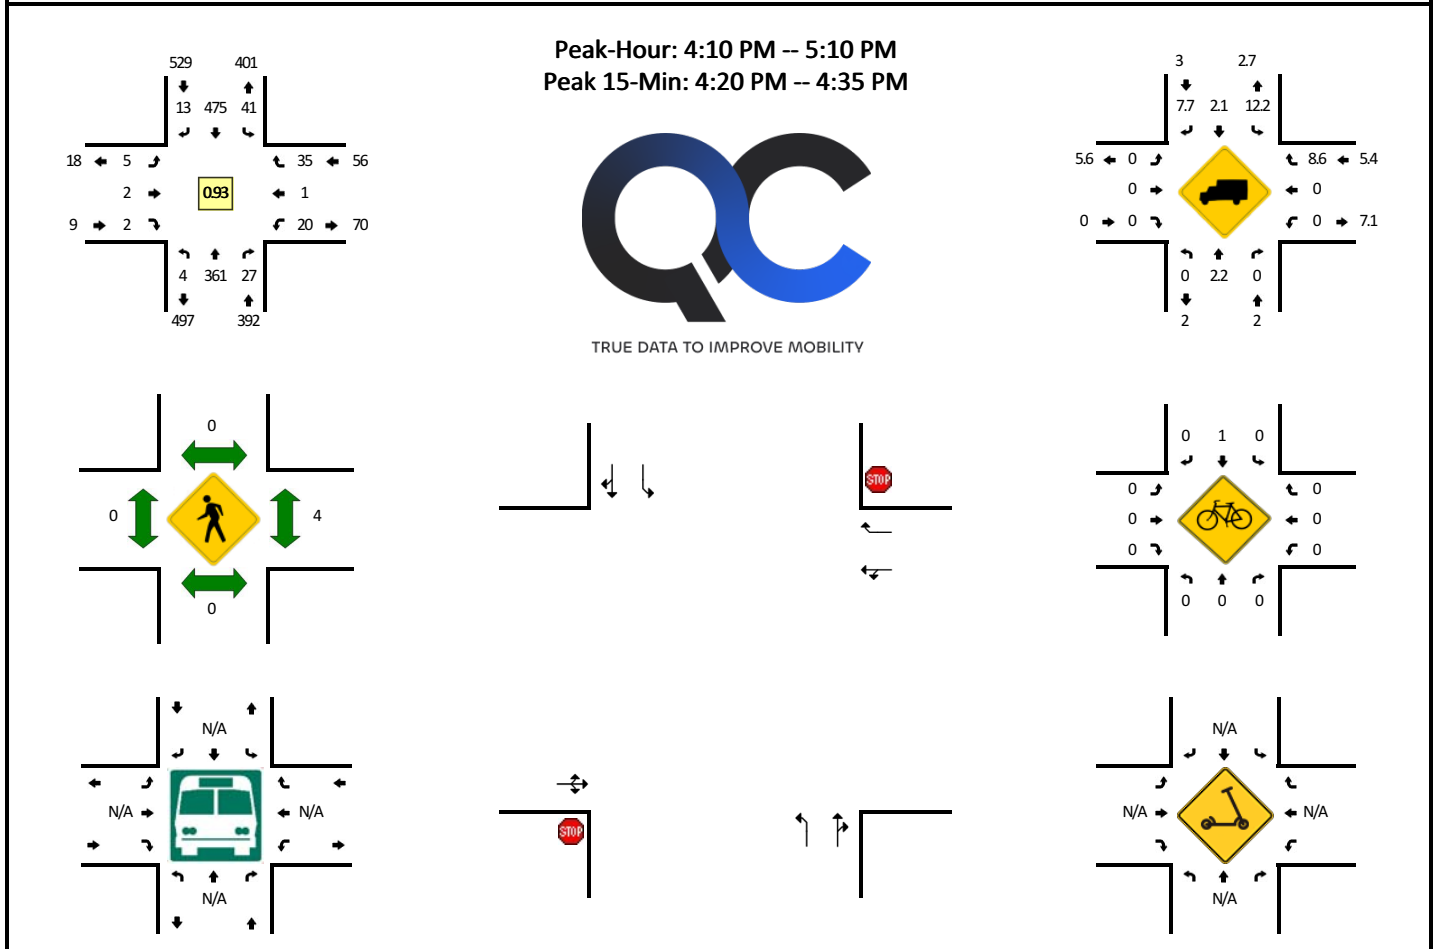 Peak-Hour: 4:10 PM -- 5:10 PM
Peak 15-Min: 4:20 PM -- 4:35 PM
529 401
13 475 41
18 5 35 56
2 0.93 1
9 2 20 70
4 361 27
497 392
QC
TRUE DATA TO IMPROVE MOBILITY
3 2.7
7.7 2.1 12.2
5.6 0 8.6 5.4
0 0
0 0 0 7.1
0 2.2 0
2 2
0
0 4
0
STOP
STOP
0 1 0
0 0
0 0
0 0
0 0 0
N/A
N/A N/A
N/A
N/A
N/A N/A
N/A